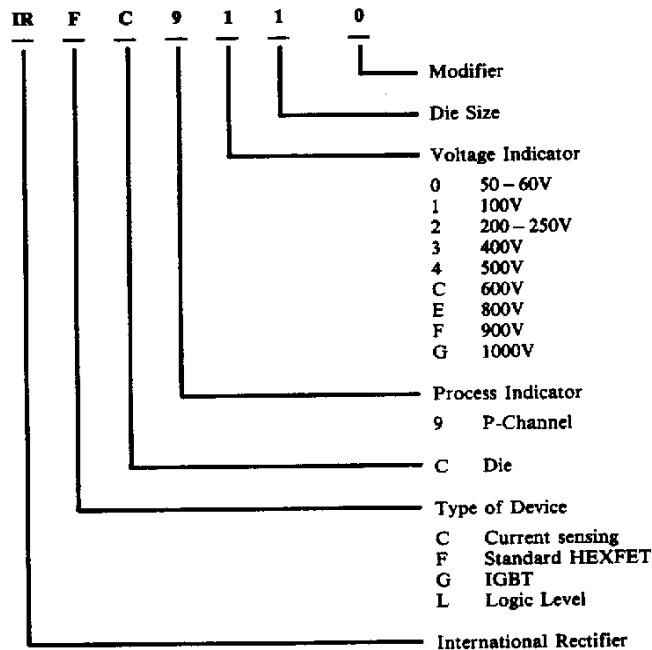 IR F C 9 1 1 0
Modifier
Die Size
Voltage Indicator
0 50 – 60V
1 100V
2 200 – 250V
3 400V
4 500V
C 600V
E 800V
F 900V
G 1000V
Process Indicator
9 P-Channel
C Die
Type of Device
C Current sensing
F Standard HEXFET
G IGBT
L Logic Level
International Rectifier